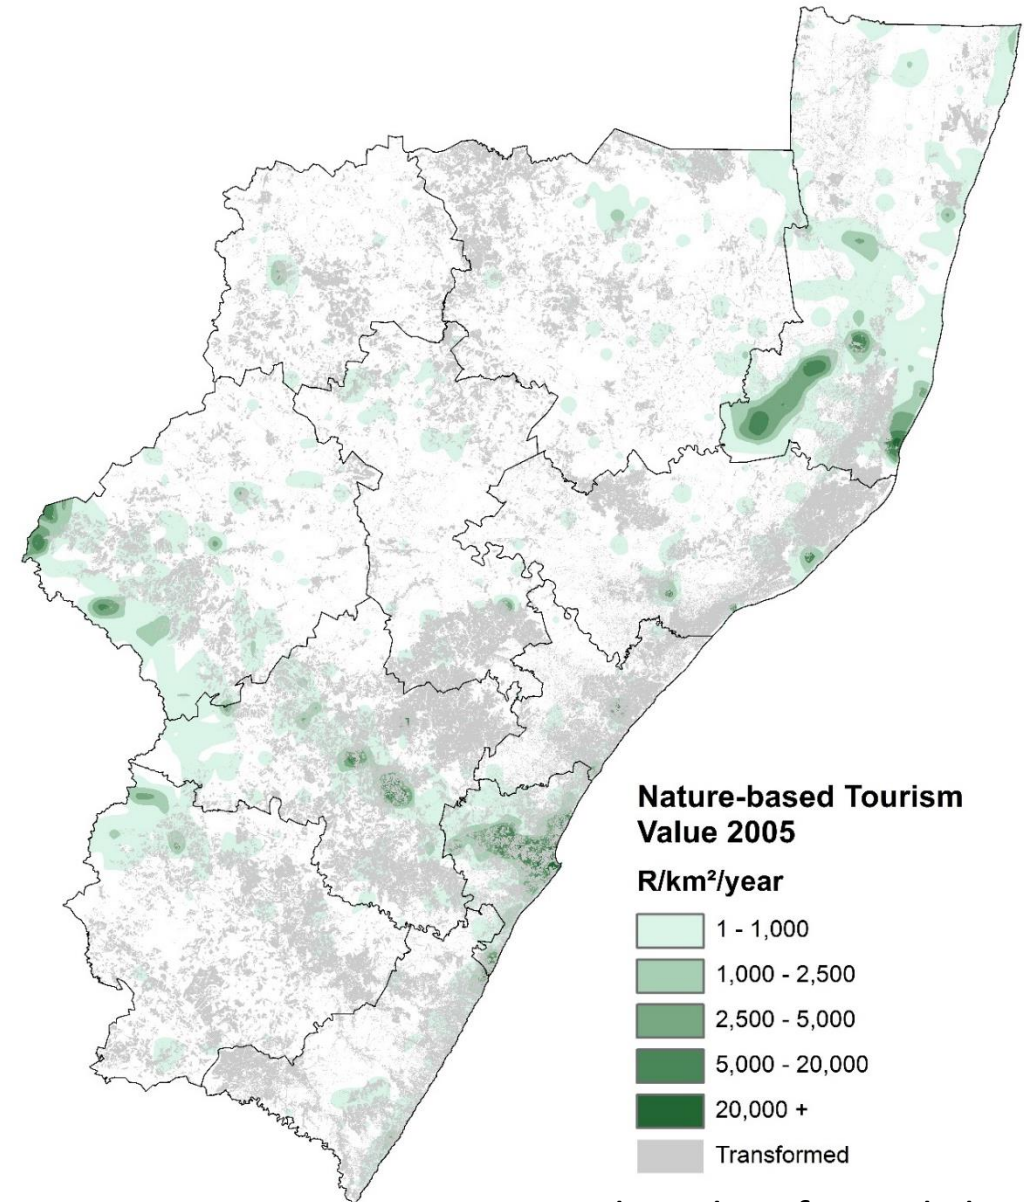 Nature-based Tourism
Value 2005
R/km²/year
1 - 1,000
1,000 - 2,500
2,500 - 5,000
5,000 - 20,000
20,000 +
Transformed